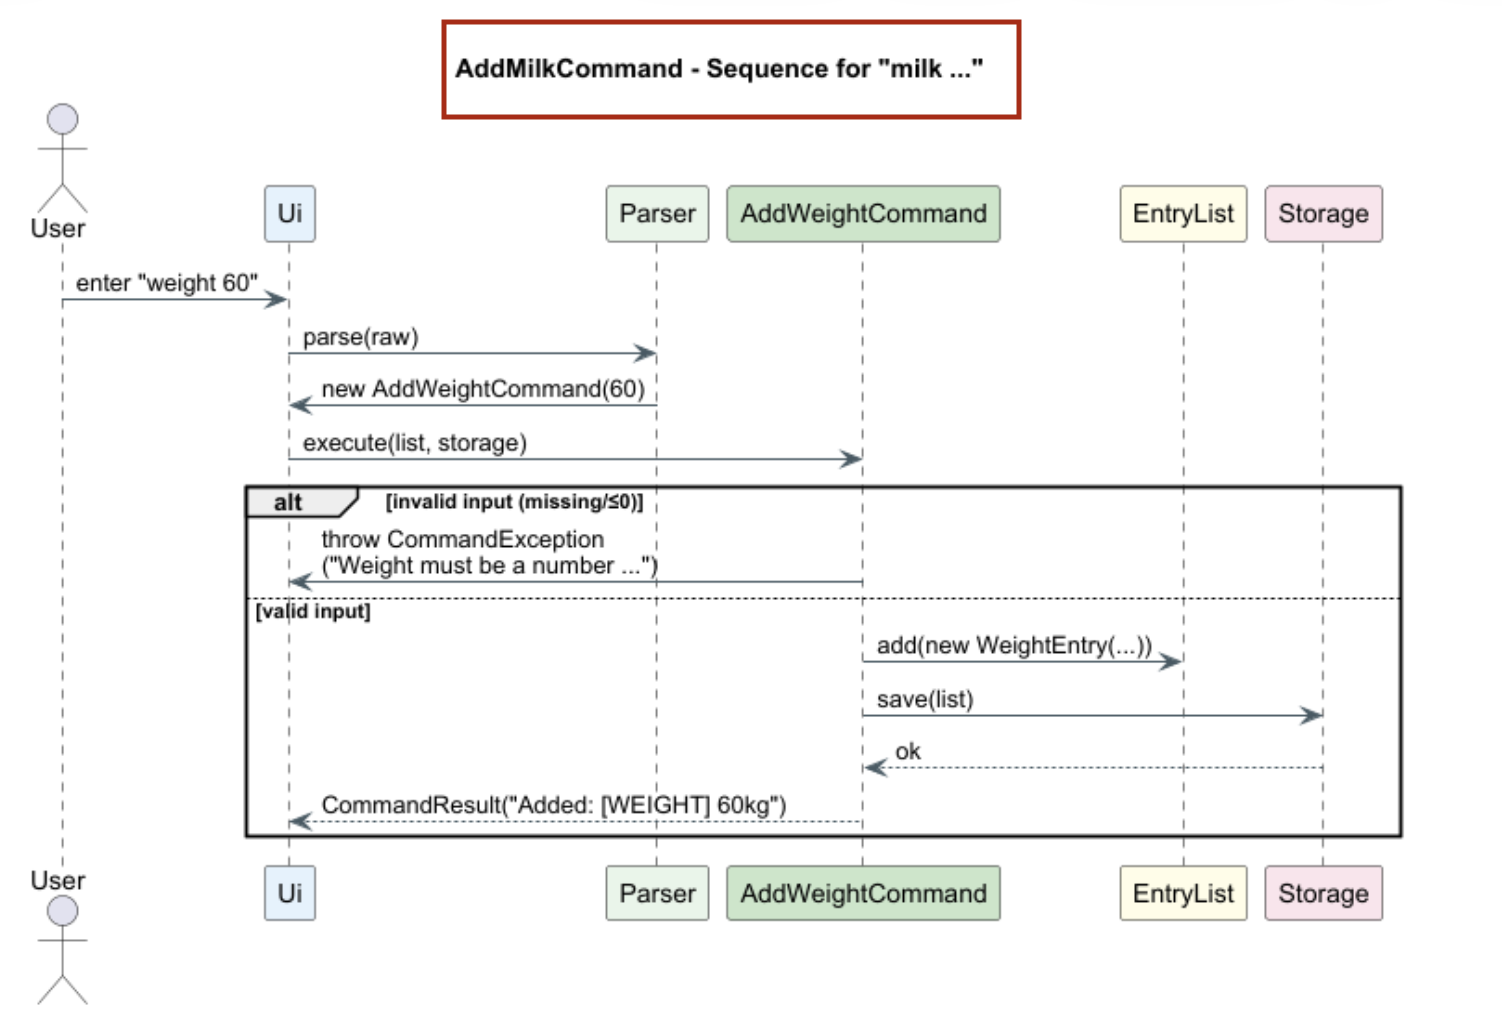 AddMilkCommand - Sequence for "milk ..."
User
Ui
Parser
AddWeightCommand
EntryList
Storage
enter "weight 60"
parse(raw)
new AddWeightCommand(60)
execute(list, storage)
alt
[invalid input (missing/≤0)]
throw CommandException
("Weight must be a number ...")
[valid input]
add(new WeightEntry(...))
save(list)
ok
CommandResult("Added: [WEIGHT] 60kg")
User
Ui
Parser
AddWeightCommand
EntryList
Storage